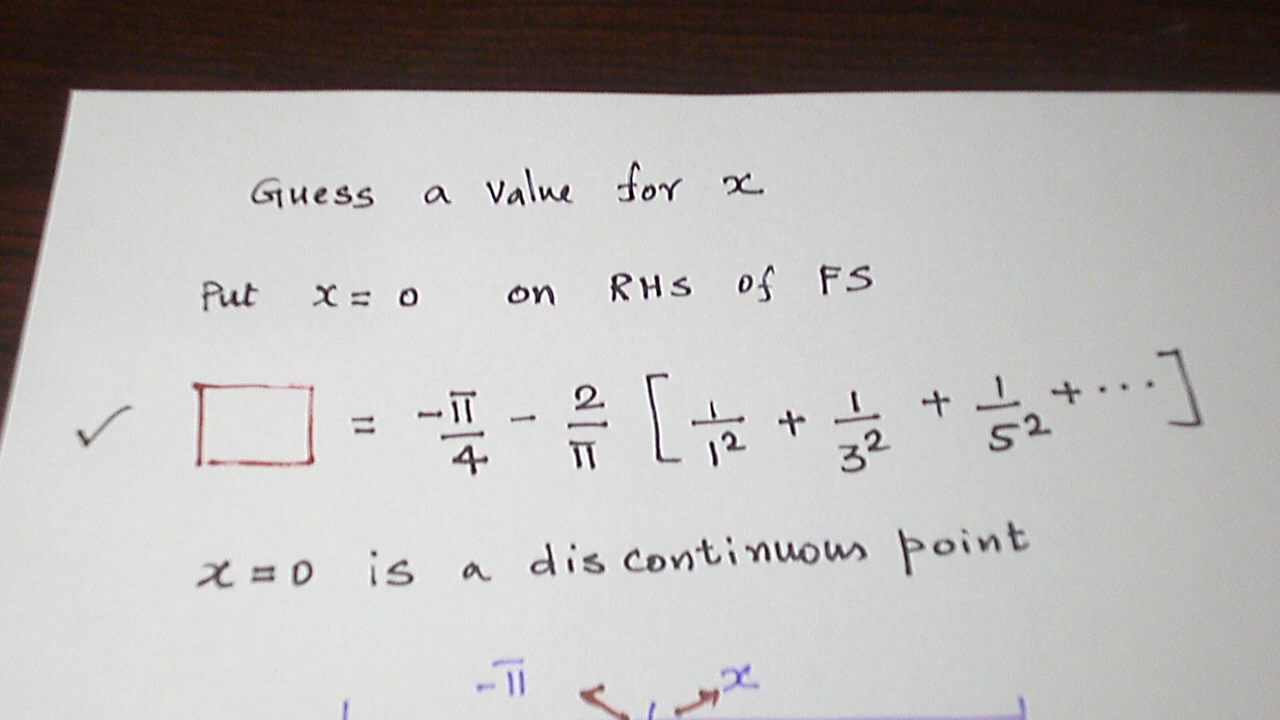 Guess a value for x
Put x = 0 on RHS of FS
✓ □ = -π/4 - 2/π [ 1/1² + 1/3² + 1/5² + ... ]
x = 0 is a discontinuous point
-π x